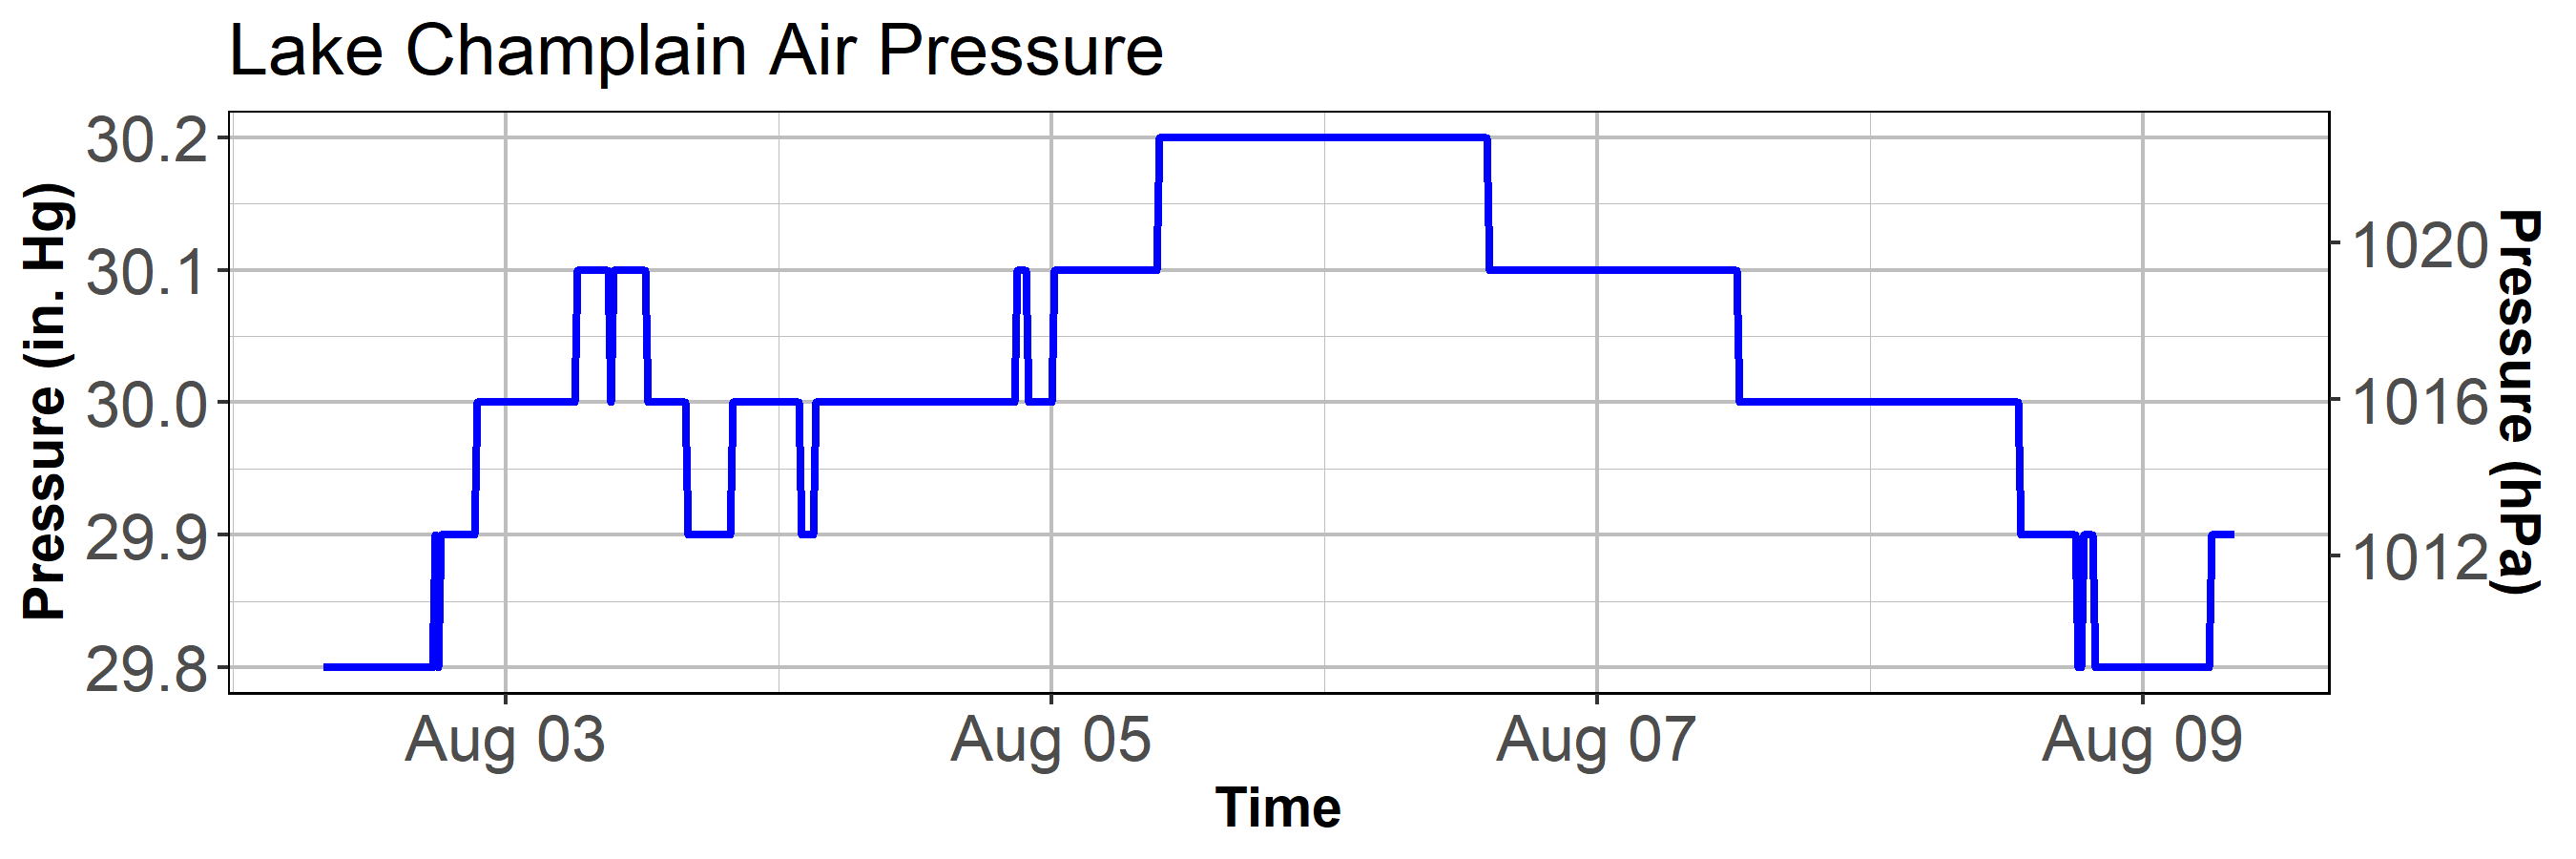 Lake Champlain Air Pressure
Pressure (in. Hg)
30.2
30.1
30.0
29.9
29.8
1020
1016
1012
Pressure (hPa)
Aug 03 Aug 05 Aug 07 Aug 09
Time